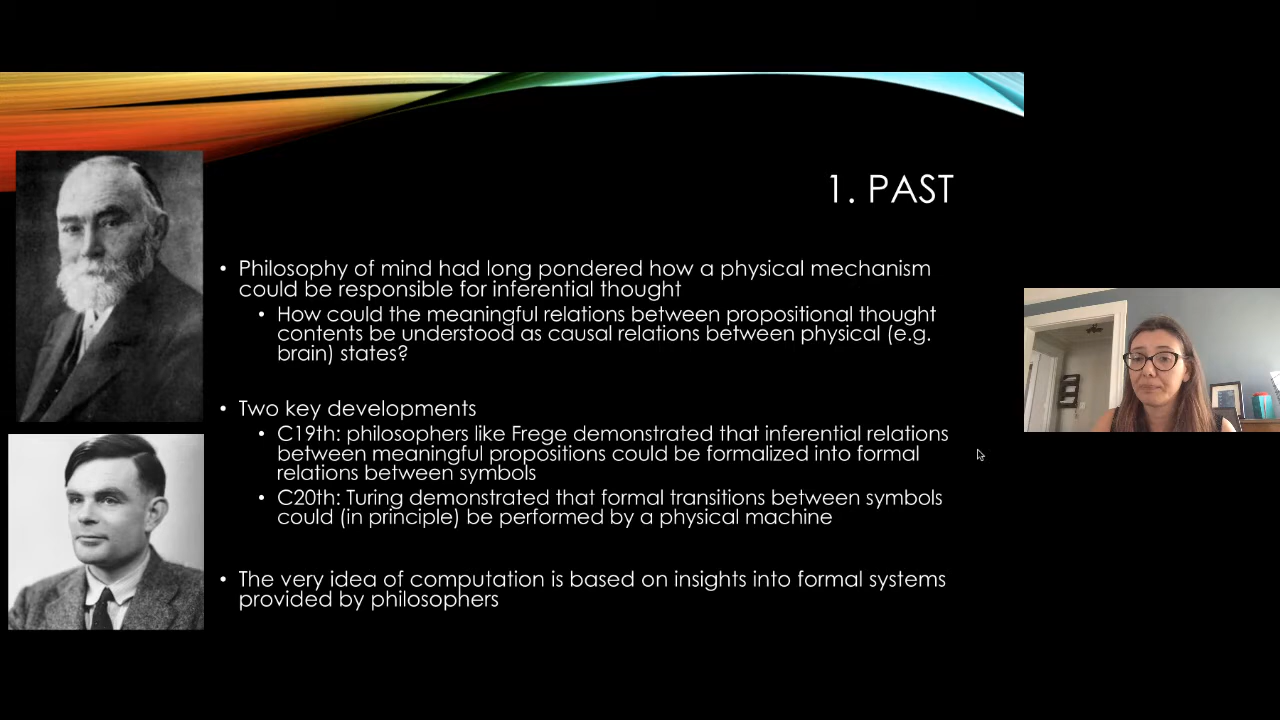 1. PAST
• Philosophy of mind had long pondered how a physical mechanism
could be responsible for inferential thought
• How could the meaningful relations between propositional thought
contents be understood as causal relations between physical (e.g.
brain) states?
• Two key developments
• C19th: philosophers like Frege demonstrated that inferential relations
between meaningful propositions could be formalized into formal
relations between symbols
• C20th: Turing demonstrated that formal transitions between symbols
could (in principle) be performed by a physical machine
• The very idea of computation is based on insights into formal systems
provided by philosophers